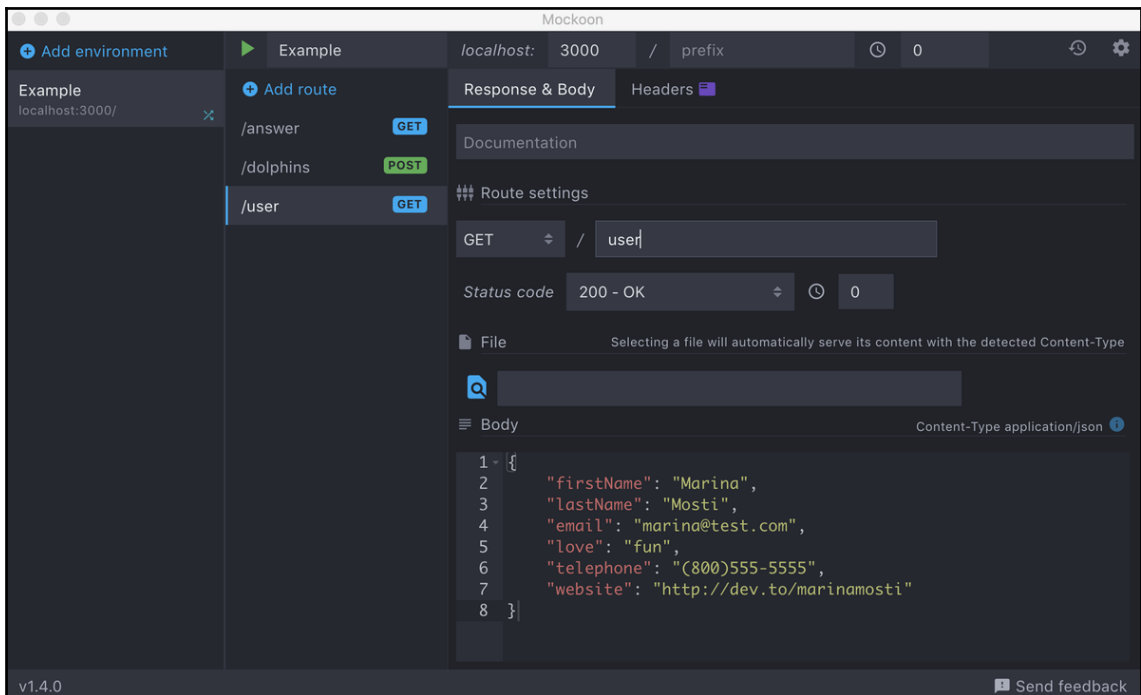 Mockoon
Add environment
Example
localhost: 3000 / prefix 0
Example
localhost:3000/
Add route
/answer GET
/dolphins POST
/user GET
Response & Body Headers
Documentation
Route settings
GET / user
Status code 200 - OK 0
File Selecting a file will automatically serve its content with the detected Content-Type
Body Content-Type application/json
1 {
2 "firstName": "Marina",
3 "lastName": "Mosti",
4 "email": "marina@test.com",
5 "love": "fun",
6 "telephone": "(800)555-5555",
7 "website": "http://dev.to/marinamosti"
8 }
v1.4.0 Send feedback